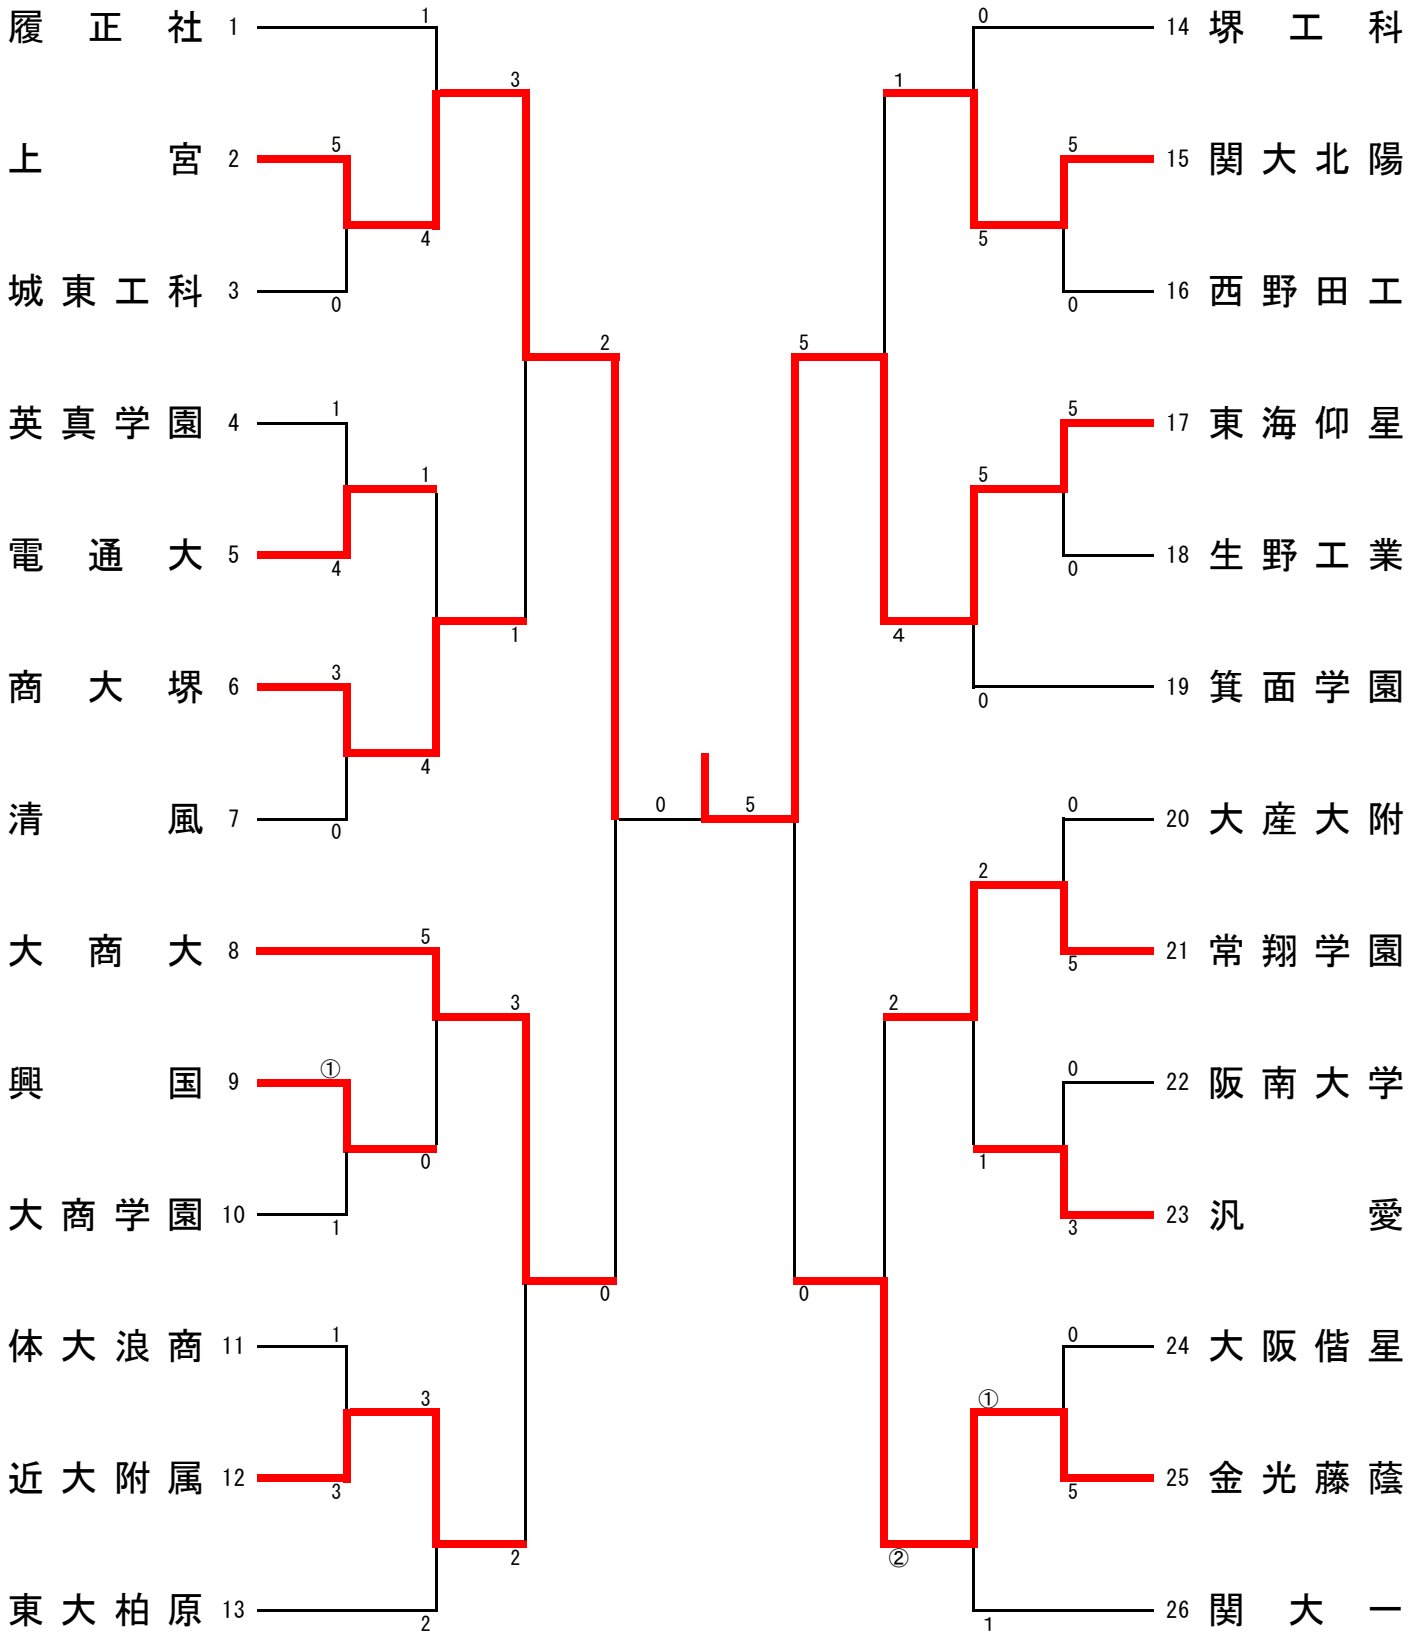 履正社 1
1
3
上宮 2
5
4
城東工科 3
0
2
英真学園 4
1
1
電通大 5
4
1
商大堺 6
3
4
清風 7
0
0
大商大 8
5
3
興国 9
①
0
大商学園 10
1
0
体大浪商 11
1
3
近大附属 12
3
2
東大柏原 13
2
0
14 堺工科
1
5
15 関大北陽
5
0
16 西野田工
5
5
17 東海仰星
5
0
18 生野工業
4
0
19 箕面学園
5
0
20 大産大附
2
5
21 常翔学園
2
0
22 阪南大学
1
3
23 汎愛
0
0
24 大阪偕星
①
5
25 金光藤蔭
②
1
26 関大一